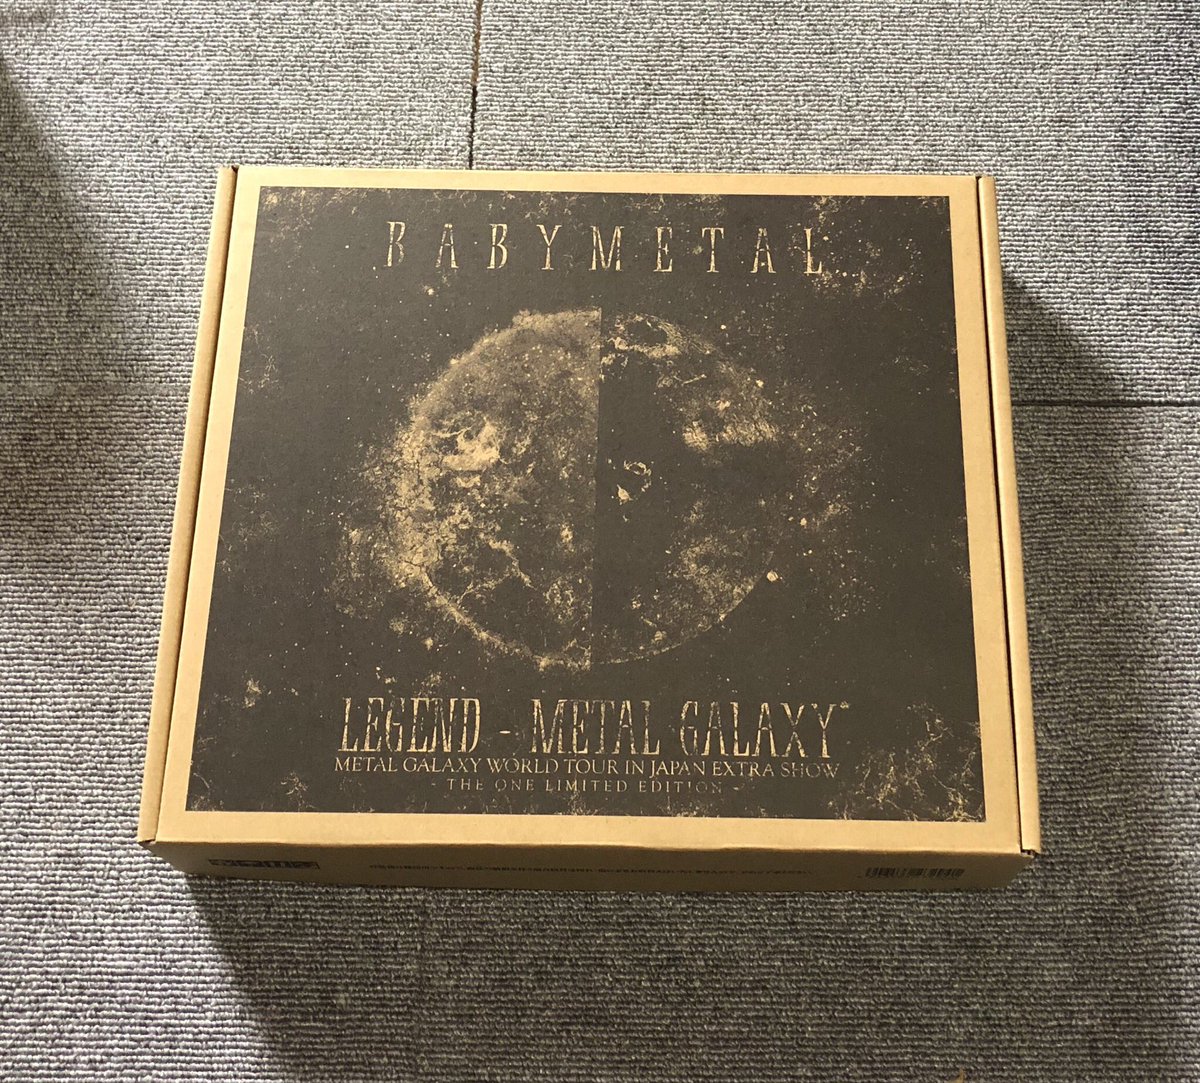 BABYMETAL
LEGEND - METAL GALAXY
METAL GALAXY WORLD TOUR IN JAPAN EXTRA SHOW
- THE ONE LIMITED EDITION -